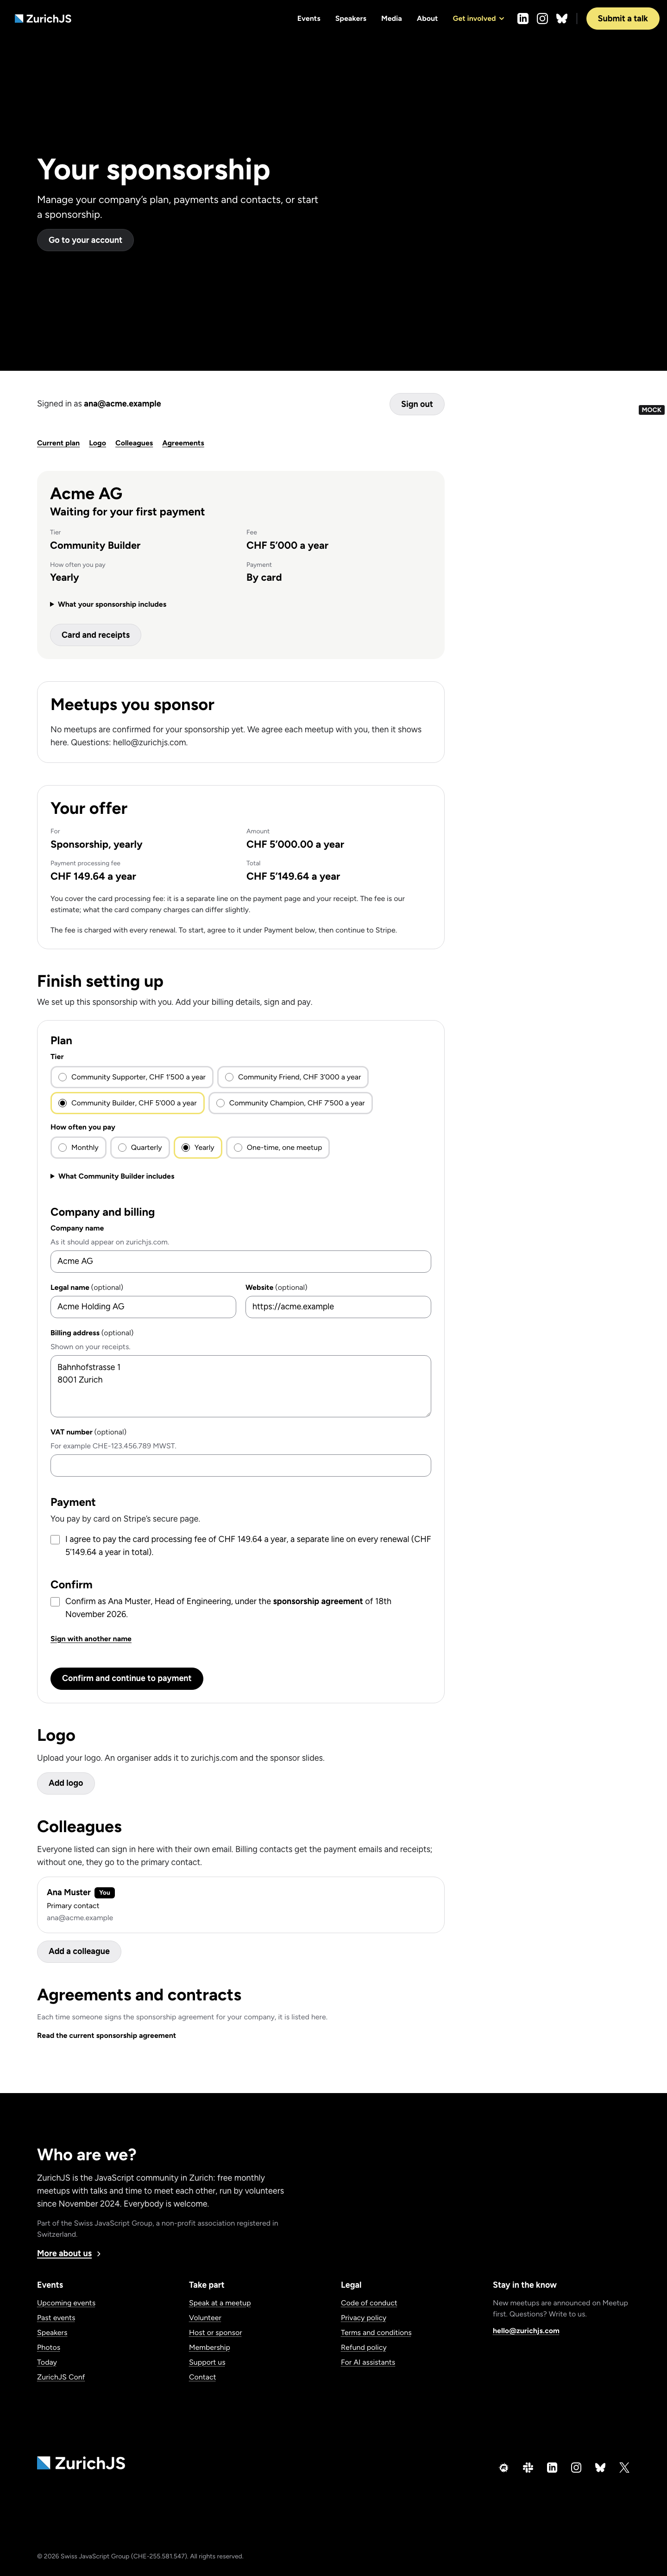 ZurichJS
Events
Speakers
Media
About
Get involved
Submit a talk
Your sponsorship
Manage your company’s plan, payments and contacts, or start
a sponsorship.
Go to your account
Signed in as ana@acme.example
Sign out
MOCK
Current plan
Logo
Colleagues
Agreements
Acme AG
Waiting for your first payment
Tier
Community Builder
Fee
CHF 5’000 a year
How often you pay
Yearly
Payment
By card
What your sponsorship includes
Card and receipts
Meetups you sponsor
No meetups are confirmed for your sponsorship yet. We agree each meetup with you, then it shows
here. Questions: hello@zurichjs.com.
Your offer
For
Sponsorship, yearly
Amount
CHF 5’000.00 a year
Payment processing fee
CHF 149.64 a year
Total
CHF 5’149.64 a year
You cover the card processing fee: it is a separate line on the payment page and your receipt. The fee is our
estimate; what the card company charges can differ slightly.
The fee is charged with every renewal. To start, agree to it under Payment below, then continue to Stripe.
Finish setting up
We set up this sponsorship with you. Add your billing details, sign and pay.
Plan
Tier
Community Supporter, CHF 1’500 a year
Community Friend, CHF 3’000 a year
Community Builder, CHF 5’000 a year
Community Champion, CHF 7’500 a year
How often you pay
Monthly
Quarterly
Yearly
One-time, one meetup
What Community Builder includes
Company and billing
Company name
As it should appear on zurichjs.com.
Acme AG
Legal name (optional)
Acme Holding AG
Website (optional)
https://acme.example
Billing address (optional)
Shown on your receipts.
Bahnhofstrasse 1
8001 Zurich
VAT number (optional)
For example CHE-123.456.789 MWST.
Payment
You pay by card on Stripe’s secure page.
I agree to pay the card processing fee of CHF 149.64 a year, a separate line on every renewal (CHF
5’149.64 a year in total).
Confirm
Confirm as Ana Muster, Head of Engineering, under the sponsorship agreement of 18th
November 2026.
Sign with another name
Confirm and continue to payment
Logo
Upload your logo. An organiser adds it to zurichjs.com and the sponsor slides.
Add logo
Colleagues
Everyone listed can sign in here with their own email. Billing contacts get the payment emails and receipts;
without one, they go to the primary contact.
Ana Muster You
Primary contact
ana@acme.example
Add a colleague
Agreements and contracts
Each time someone signs the sponsorship agreement for your company, it is listed here.
Read the current sponsorship agreement
Who are we?
ZurichJS is the JavaScript community in Zurich: free monthly
meetups with talks and time to meet each other, run by volunteers
since November 2024. Everybody is welcome.
Part of the Swiss JavaScript Group, a non-profit association registered in
Switzerland.
More about us
Events
Upcoming events
Past events
Speakers
Photos
Today
ZurichJS Conf
Take part
Speak at a meetup
Volunteer
Host or sponsor
Membership
Support us
Contact
Legal
Code of conduct
Privacy policy
Terms and conditions
Refund policy
For AI assistants
Stay in the know
New meetups are announced on Meetup
first. Questions? Write to us.
hello@zurichjs.com
ZurichJS
© 2026 Swiss JavaScript Group (CHE-255.581.547). All rights reserved.